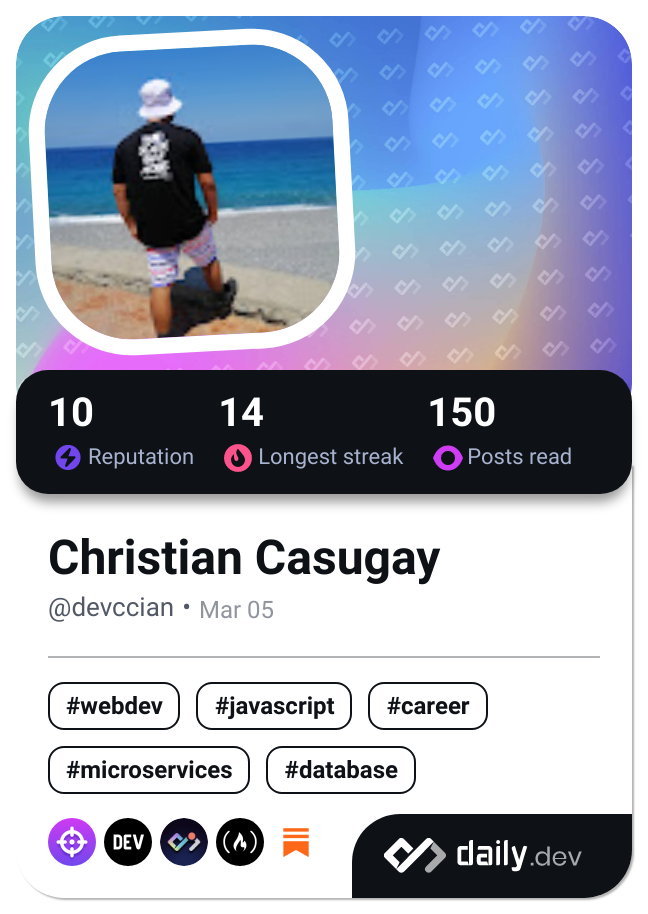 10 14 150
Reputation Longest streak Posts read
Christian Casugay
@devccian • Mar 05
#webdev #javascript #career
#microservices #database
DEV
daily.dev